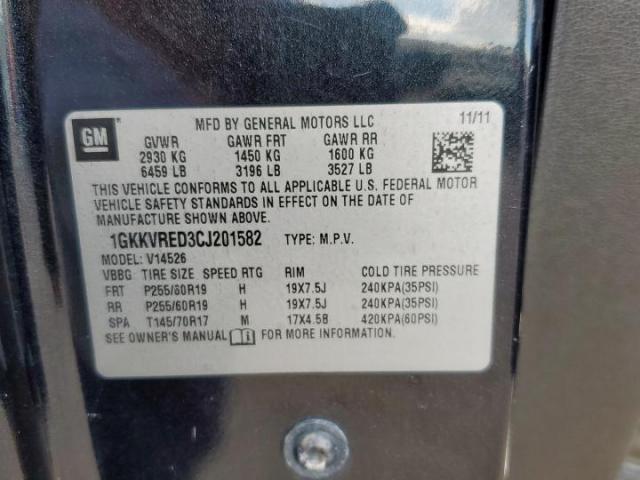 GM
MFD BY GENERAL MOTORS LLC 11/11
GVWR GAWR FRT GAWR RR
2930 KG 1450 KG 1600 KG
6459 LB 3196 LB 3527 LB
THIS VEHICLE CONFORMS TO ALL APPLICABLE U.S. FEDERAL MOTOR
VEHICLE SAFETY STANDARDS IN EFFECT ON THE DATE OF
MANUFACTURE SHOWN ABOVE.
1GKKVRED3CJ201582 TYPE: M.P.V.
MODEL: V14526
VBBG TIRE SIZE SPEED RTG RIM COLD TIRE PRESSURE
FRT P255/60R19 H 19X7.5J 240KPA(35PSI)
RR P255/60R19 H 19X7.5J 240KPA(35PSI)
SPA T145/70R17 M 17X4.5B 420KPA(60PSI)
SEE OWNER'S MANUAL FOR MORE INFORMATION.